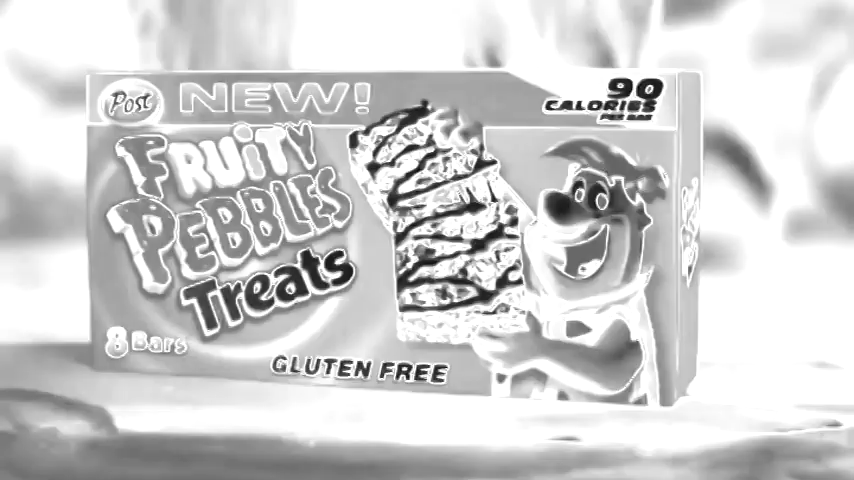 Post
NEW!
90
CALORIES
PER BAR
FRUITY
PEBBLES
Treats
8 Bars
GLUTEN FREE